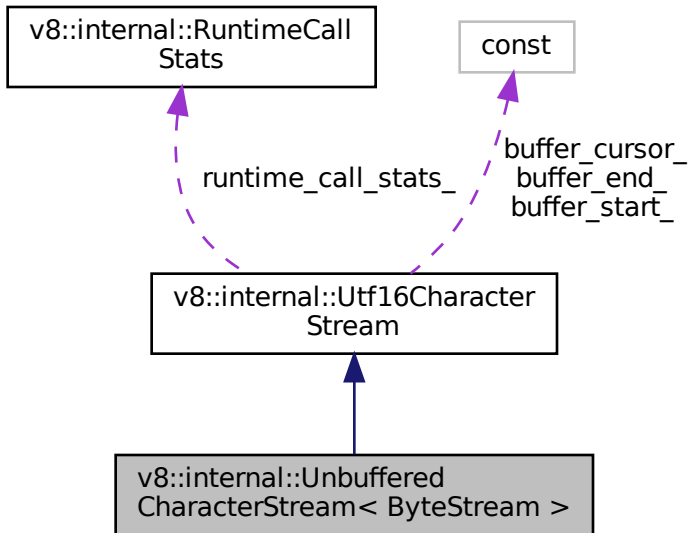 v8::internal::RuntimeCall
Stats
const
runtime_call_stats_
buffer_cursor_
buffer_end_
buffer_start_
v8::internal::Utf16Character
Stream
v8::internal::Unbuffered
CharacterStream< ByteStream >